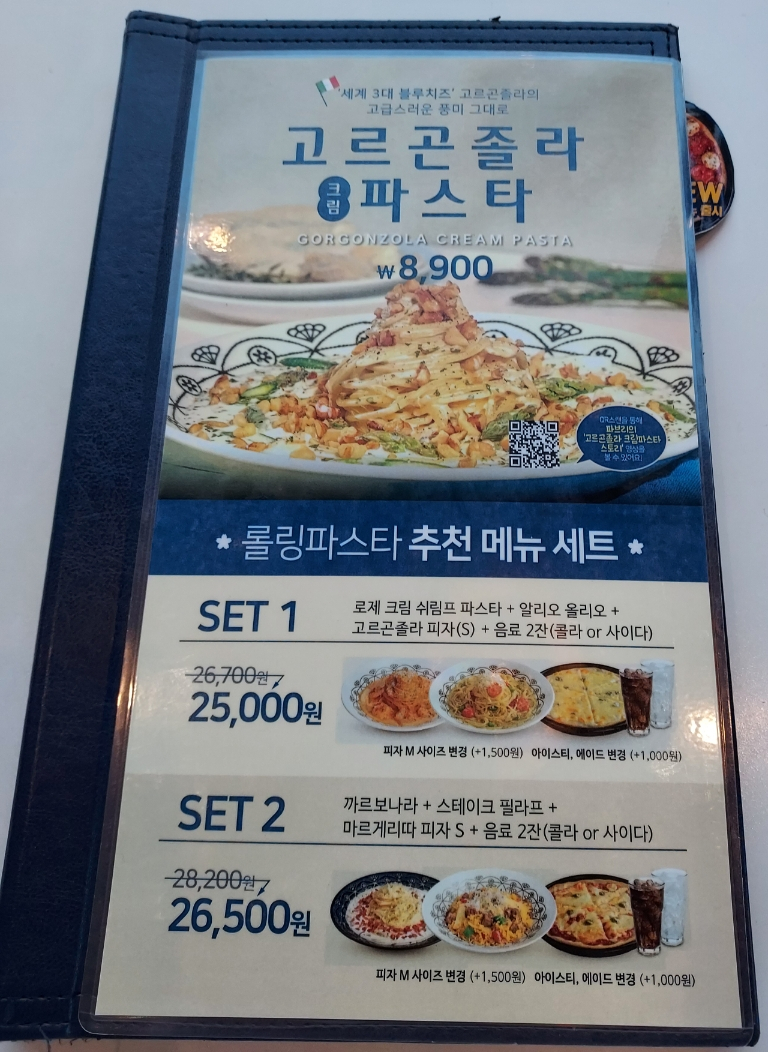 '세계 3대 블루치즈' 고르곤졸라의
고급스러운 풍미 그대로
고르곤졸라
크림 파스타
GORGONZOLA CREAM PASTA
₩8,900
EW
출시
QR스캔을 통해
파브리의
'고르곤졸라 크림파스타
스토리' 영상을
볼 수 있어요!
* 롤링파스타 추천 메뉴 세트 *
SET 1
로제 크림 쉬림프 파스타 + 알리오 올리오 +
고르곤졸라 피자(S) + 음료 2잔(콜라 or 사이다)
26,700원
25,000원
피자 M 사이즈 변경 (+1,500원) 아이스티, 에이드 변경 (+1,000원)
SET 2
까르보나라 + 스테이크 필라프 +
마르게리따 피자 S + 음료 2잔(콜라 or 사이다)
28,200원
26,500원
피자 M 사이즈 변경 (+1,500원) 아이스티, 에이드 변경 (+1,000원)